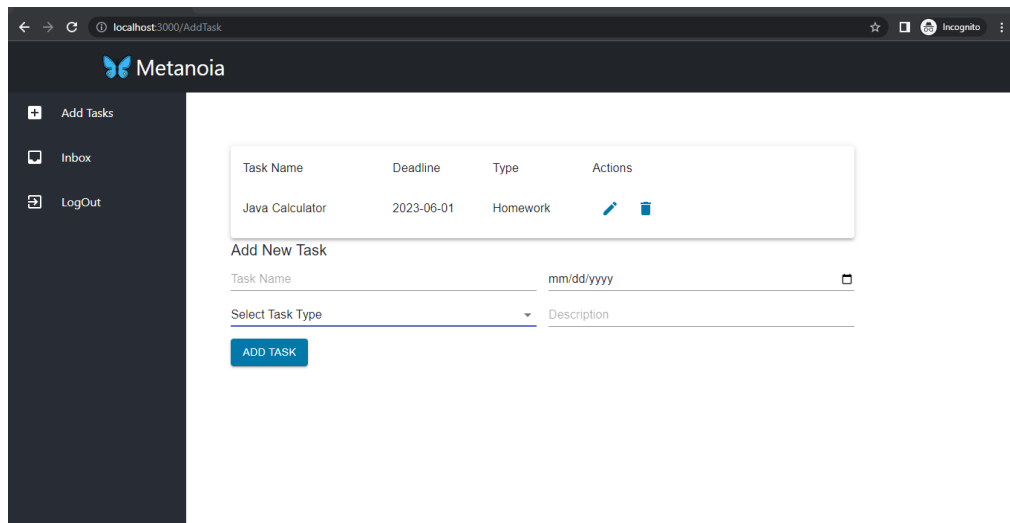 localhost:3000/AddTask
Incognito
Metanoia
Add Tasks
Inbox
LogOut
Task Name Deadline Type Actions
Java Calculator 2023-06-01 Homework
Add New Task
Task Name mm/dd/yyyy
Select Task Type Description
ADD TASK